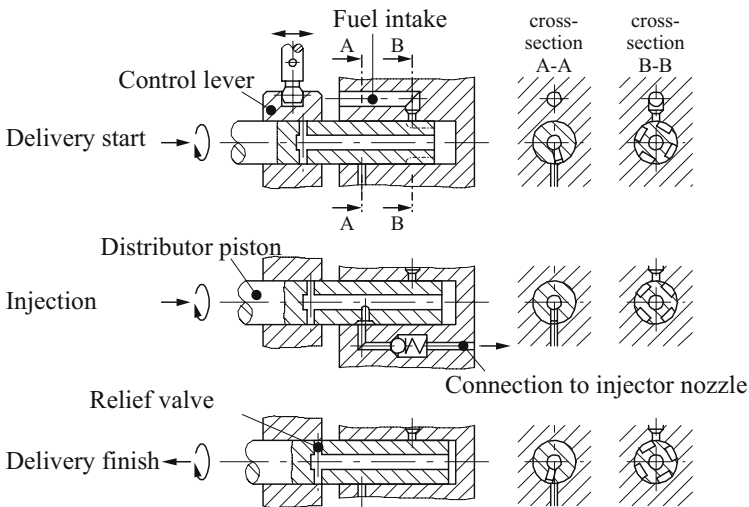 Fuel intake
cross-
section
A-A
cross-
section
B-B
A
B
Control lever
Delivery start
A
B
Distributor piston
Injection
Connection to injector nozzle
Relief valve
Delivery finish